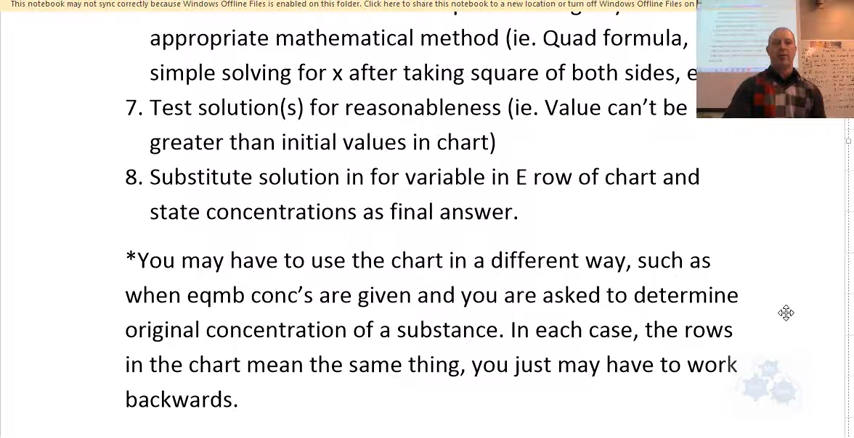 This notebook may not sync correctly because Windows Offline Files is enabled on this folder. Click here to share this notebook to a new location or turn off Windows Offline Files on
appropriate mathematical method (ie. Quad formula,
simple solving for x after taking square of both sides, e
7. Test solution(s) for reasonableness (ie. Value can't be
greater than initial values in chart)
8. Substitute solution in for variable in E row of chart and
state concentrations as final answer.
*You may have to use the chart in a different way, such as
when eqmb conc's are given and you are asked to determine
original concentration of a substance. In each case, the rows
in the chart mean the same thing, you just may have to work
backwards.